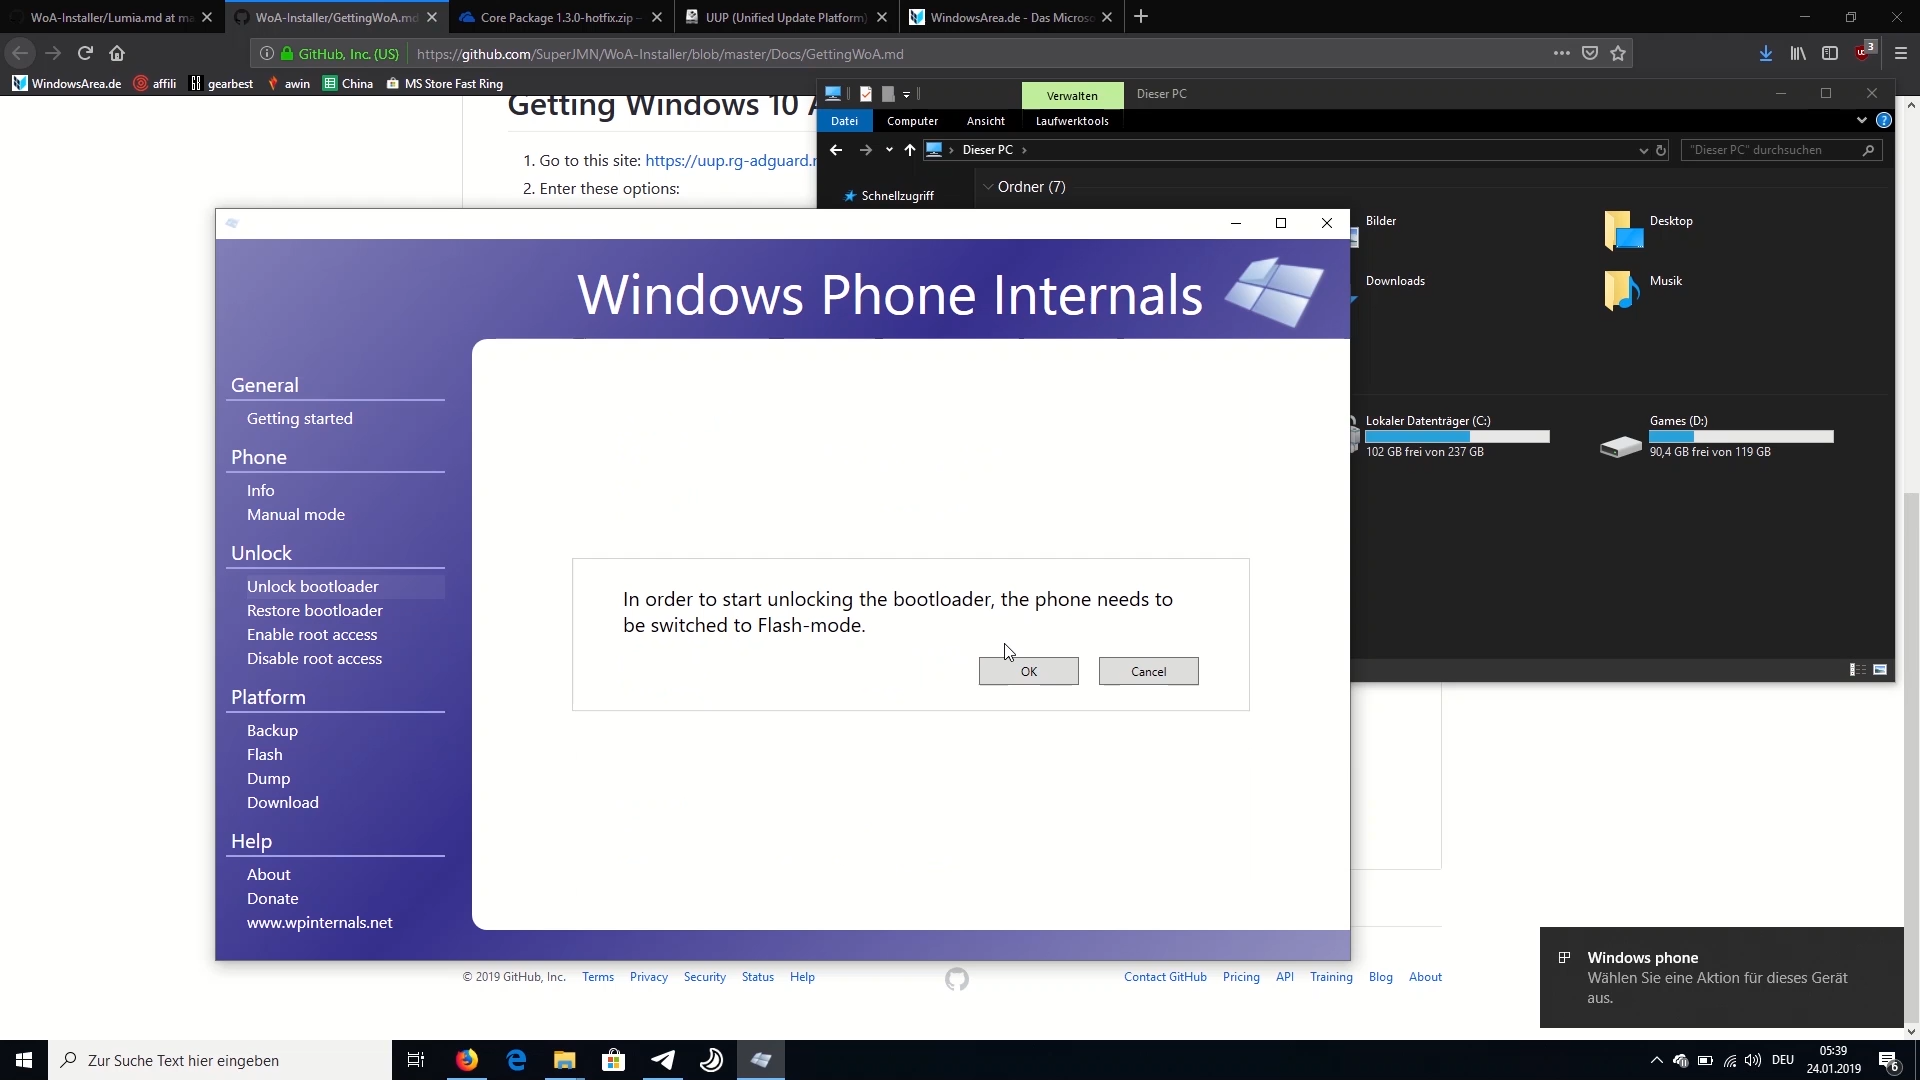 WoA-Installer/Lumia.md at ma
WoA-Installer/GettingWoA.md
Core Package 1.3.0-hotfix.zip -
UUP (Unified Update Platform)
WindowsArea.de - Das Microso
GitHub, Inc. (US)
https://github.com/SuperJMN/WoA-Installer/blob/master/Docs/GettingWoA.md
3
WindowsArea.de
affili
gearbest
awin
China
MS Store Fast Ring
Getting Windows 10 A
1. Go to this site: https://uup.rg-adguard.n
2. Enter these options:
Verwalten
Dieser PC
Datei
Computer
Ansicht
Laufwerktools
Dieser PC
"Dieser PC" durchsuchen
Schnellzugriff
Ordner (7)
Bilder
Desktop
Downloads
Musik
Lokaler Datenträger (C:)
102 GB frei von 237 GB
Games (D:)
90,4 GB frei von 119 GB
Windows Phone Internals
General
Getting started
Phone
Info
Manual mode
Unlock
Unlock bootloader
Restore bootloader
Enable root access
Disable root access
Platform
Backup
Flash
Dump
Download
Help
About
Donate
www.wpinternals.net
In order to start unlocking the bootloader, the phone needs to
be switched to Flash-mode.
OK
Cancel
© 2019 GitHub, Inc.
Terms
Privacy
Security
Status
Help
Contact GitHub
Pricing
API
Training
Blog
About
Windows phone
Wählen Sie eine Aktion für dieses Gerät
aus.
Zur Suche Text hier eingeben
DEU
05:39
24.01.2019
6